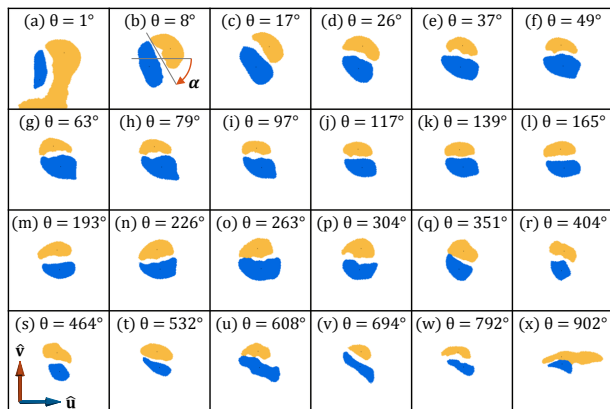 (a) θ = 1°
(b) θ = 8°
(c) θ = 17°
(d) θ = 26°
(e) θ = 37°
(f) θ = 49°
α
(g) θ = 63°
(h) θ = 79°
(i) θ = 97°
(j) θ = 117°
(k) θ = 139°
(l) θ = 165°
(m) θ = 193°
(n) θ = 226°
(o) θ = 263°
(p) θ = 304°
(q) θ = 351°
(r) θ = 404°
(s) θ = 464°
(t) θ = 532°
(u) θ = 608°
(v) θ = 694°
(w) θ = 792°
(x) θ = 902°
v̂
û